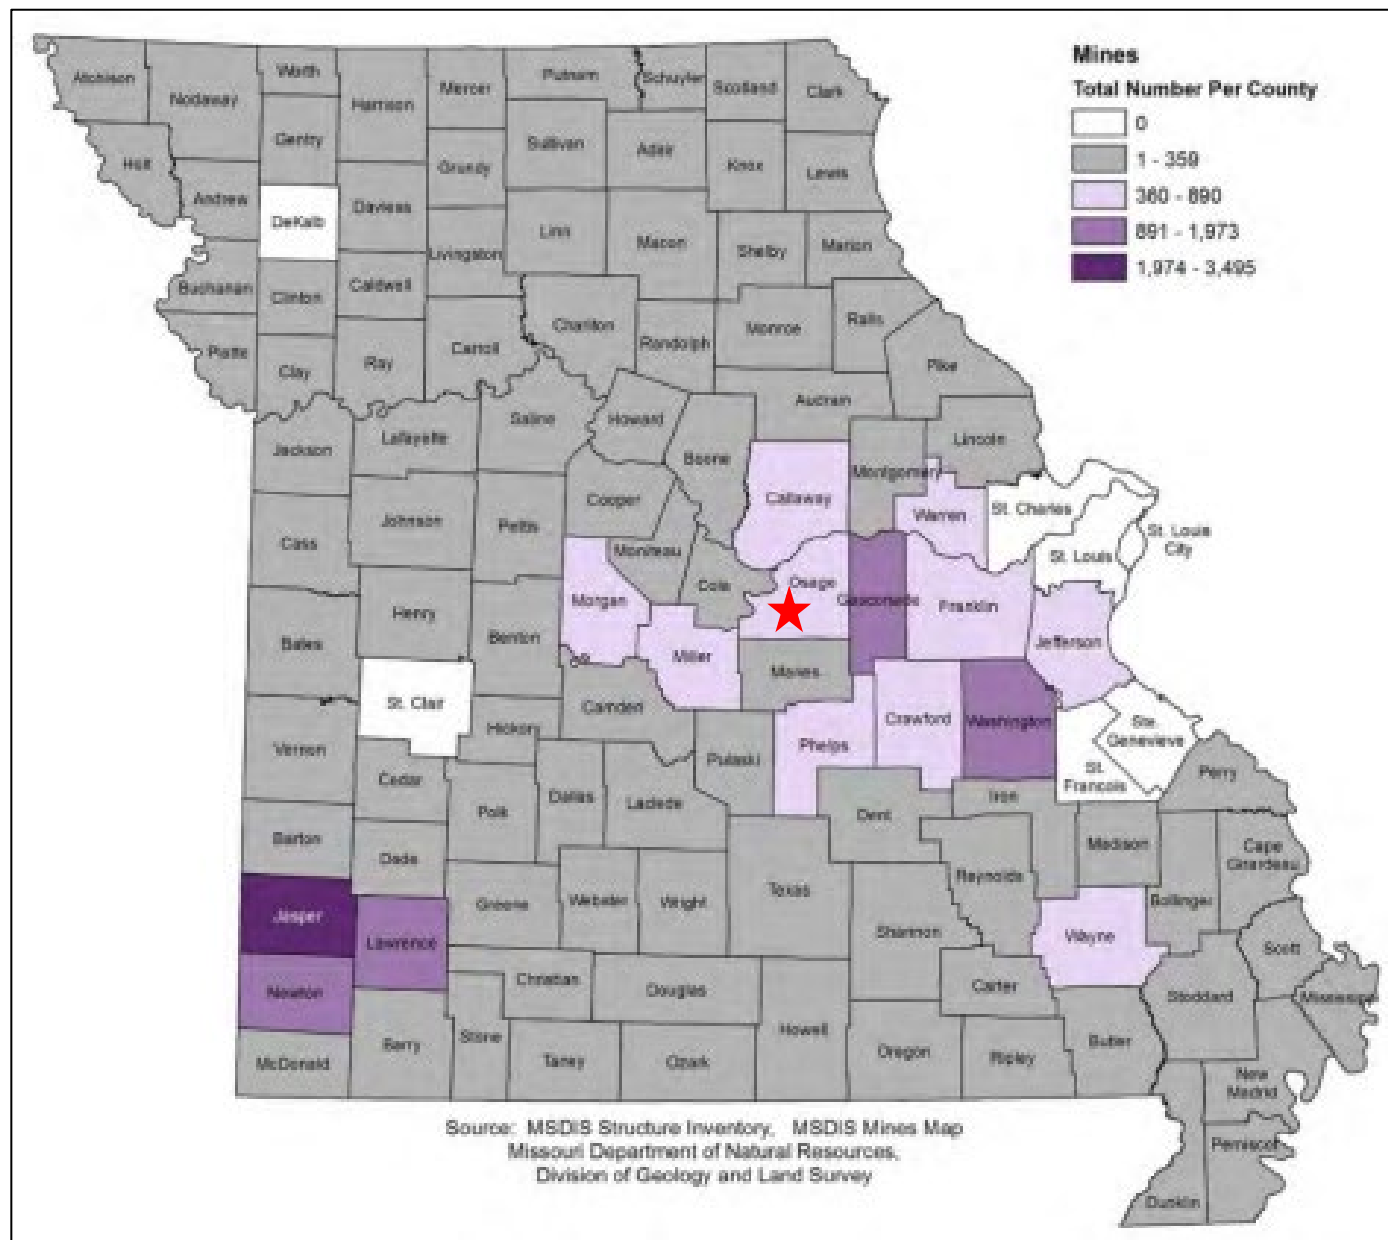 Mines
Total Number Per County
0
1 - 359
360 - 890
891 - 1,973
1,974 - 3,495
Atchison
Nodaway
Worth
Harrison
Mercer
Putnam
Schuyler
Scotland
Clark
Gentry
Sullivan
Adair
Knox
Lewis
Holt
Andrew
DeKalb
Daviess
Grundy
Linn
Macon
Shelby
Marion
Livingston
Buchanan
Clinton
Caldwell
Chariton
Randolph
Monroe
Ralls
Pike
Platte
Clay
Ray
Carroll
Audrain
Jackson
Lafayette
Saline
Howard
Boone
Lincoln
Callaway
Montgomery
Warren
St. Charles
St. Louis
St. Louis
City
Cass
Johnson
Pettis
Cooper
Moniteau
Cole
Osage
Gasconade
Franklin
Jefferson
Bates
Henry
Benton
Morgan
Miller
Maries
St. Clair
Hickory
Camden
Phelps
Crawford
Washington
Ste.
Genevieve
St.
Francois
Perry
Vernon
Cedar
Polk
Dallas
Laclede
Pulaski
Dent
Iron
Madison
Cape
Girardeau
Barton
Dade
Greene
Webster
Wright
Texas
Shannon
Reynolds
Wayne
Bollinger
Scott
Jasper
Lawrence
Newton
Christian
Douglas
Howell
Carter
Stoddard
Mississippi
McDonald
Barry
Stone
Taney
Ozark
Oregon
Ripley
Butler
New
Madrid
Pemiscot
Dunklin
Source: MSDIS Structure Inventory, MSDIS Mines Map
Missouri Department of Natural Resources,
Division of Geology and Land Survey